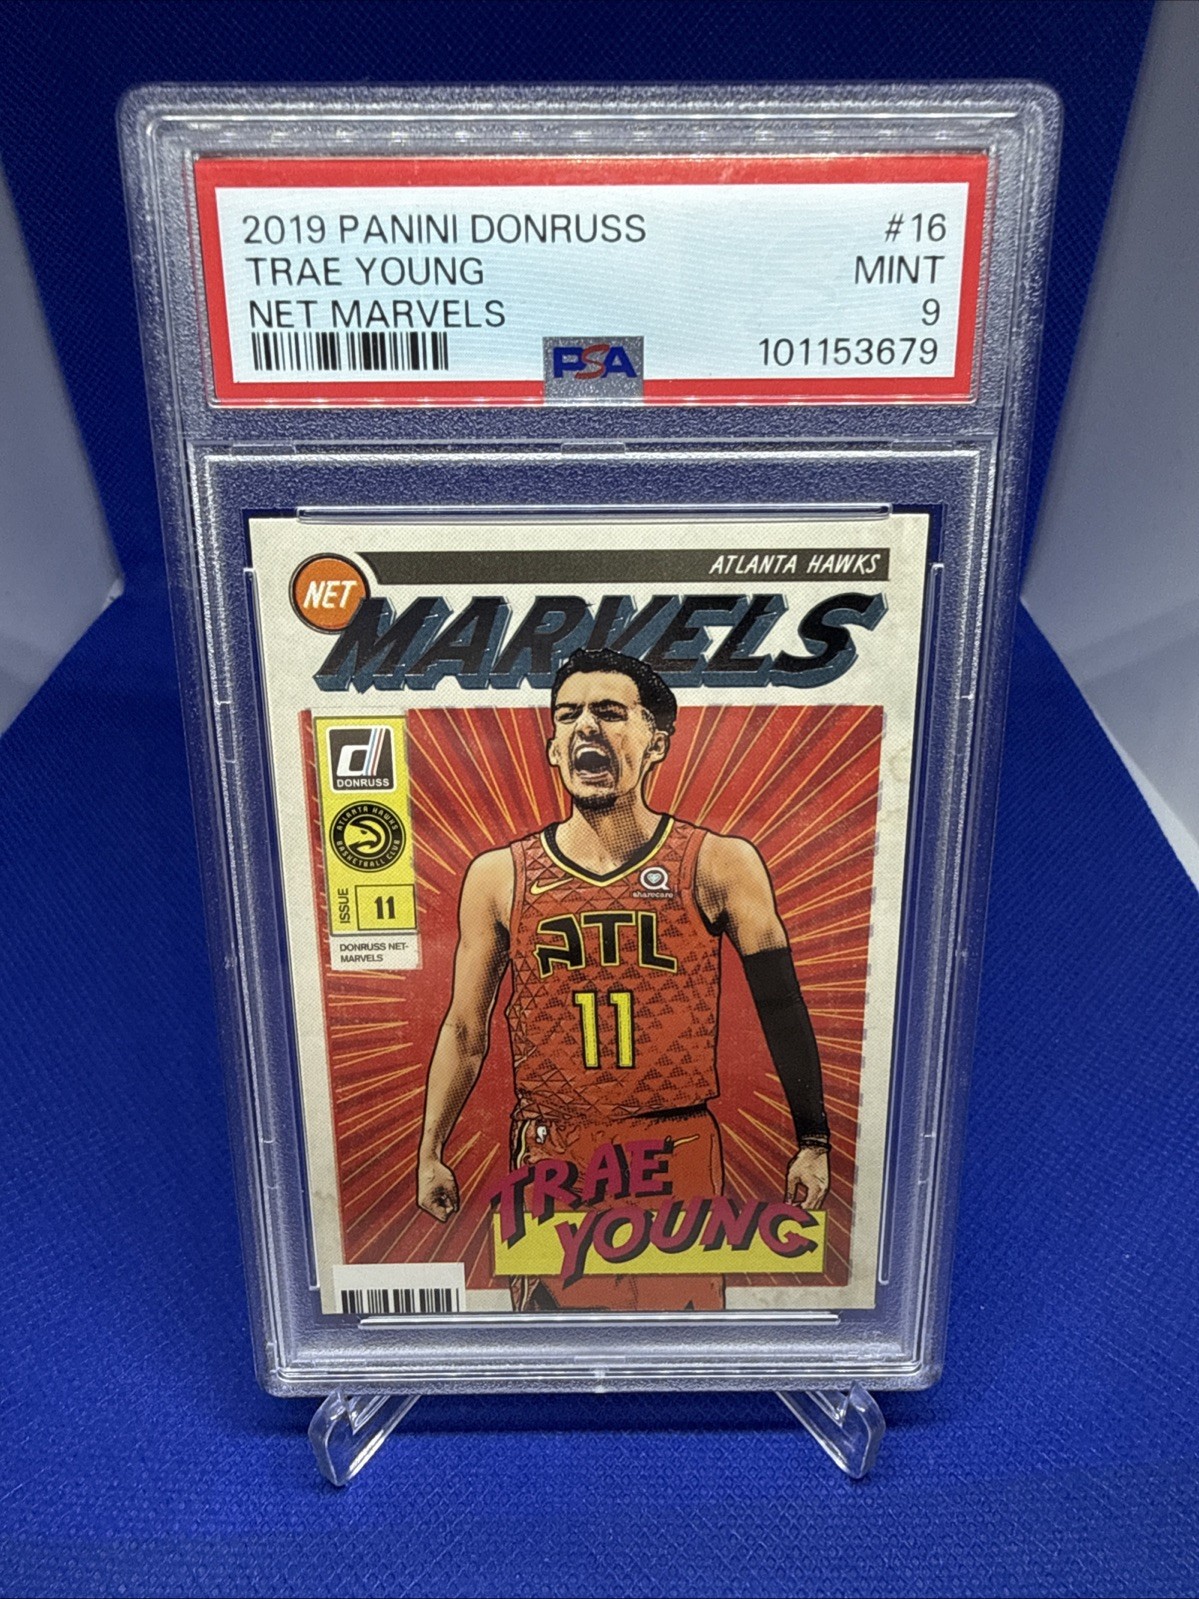 2019 PANINI DONRUSS #16
TRAE YOUNG MINT
NET MARVELS 9
PSA 101153679
ATLANTA HAWKS
NET
MARVELS
d
DONRUSS
ATLANTA HAWKS
BASKETBALL CLUB
ISSUE 11
DONRUSS NET-
MARVELS
sharecare
ATL
11
TRAE
YOUNG